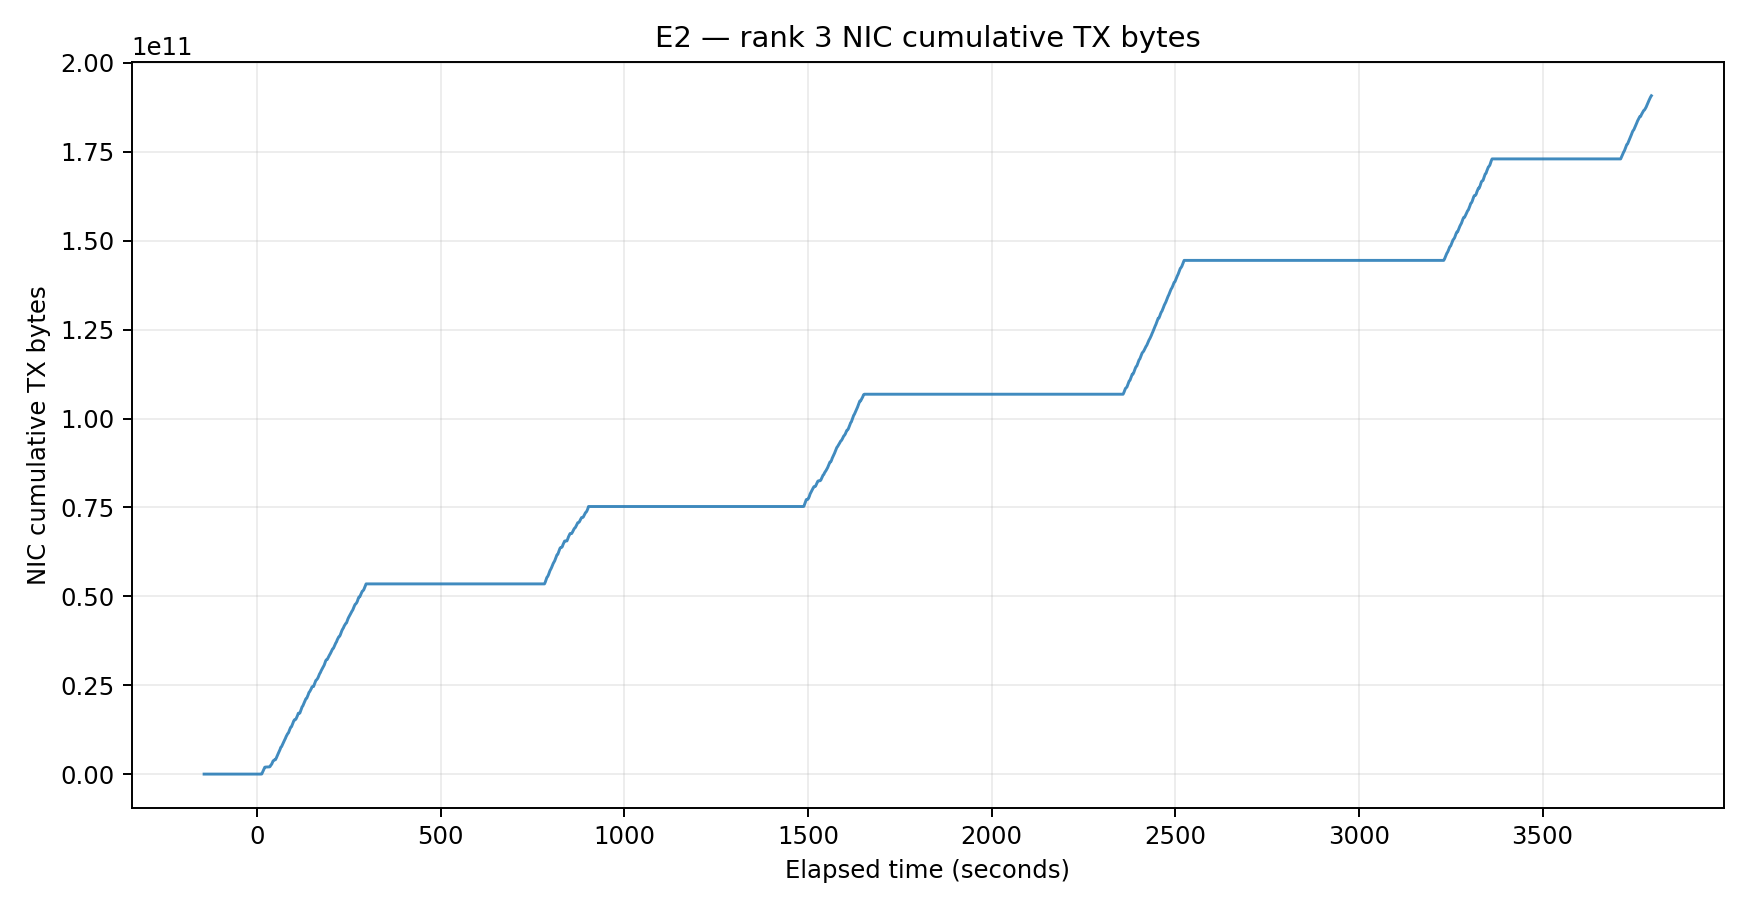 E2 — rank 3 NIC cumulative TX bytes
1e11
2.00
1.75
1.50
1.25
1.00
0.75
0.50
0.25
0.00
NIC cumulative TX bytes
0 500 1000 1500 2000 2500 3000 3500
Elapsed time (seconds)